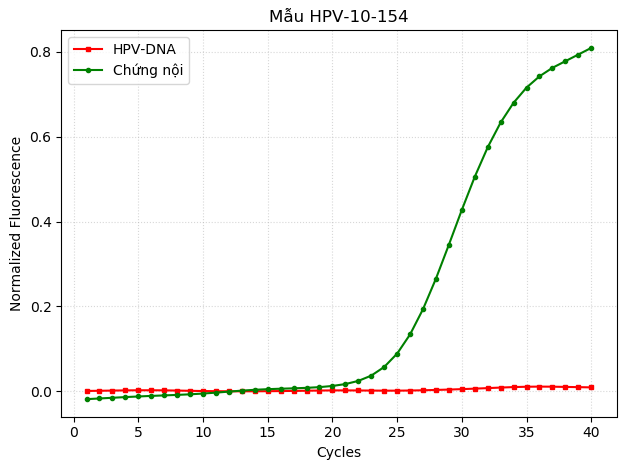 Mẫu HPV-10-154
HPV-DNA
Chứng nội
Normalized Fluorescence
0.8
0.6
0.4
0.2
0.0
0 5 10 15 20 25 30 35 40
Cycles